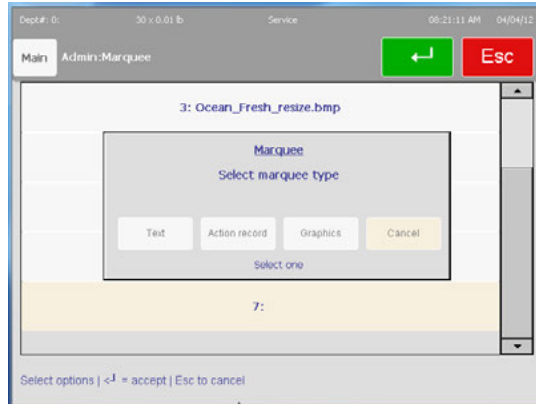 Dept#: 0: 30 x 0.01 lb Service 08:21:11 AM 04/04/12
Main Admin:Marquee Esc
3: Ocean_Fresh_resize.bmp
Marquee
Select marquee type
Text Action record Graphics Cancel
Select one
7:
Select options | <┘ = accept | Esc to cancel